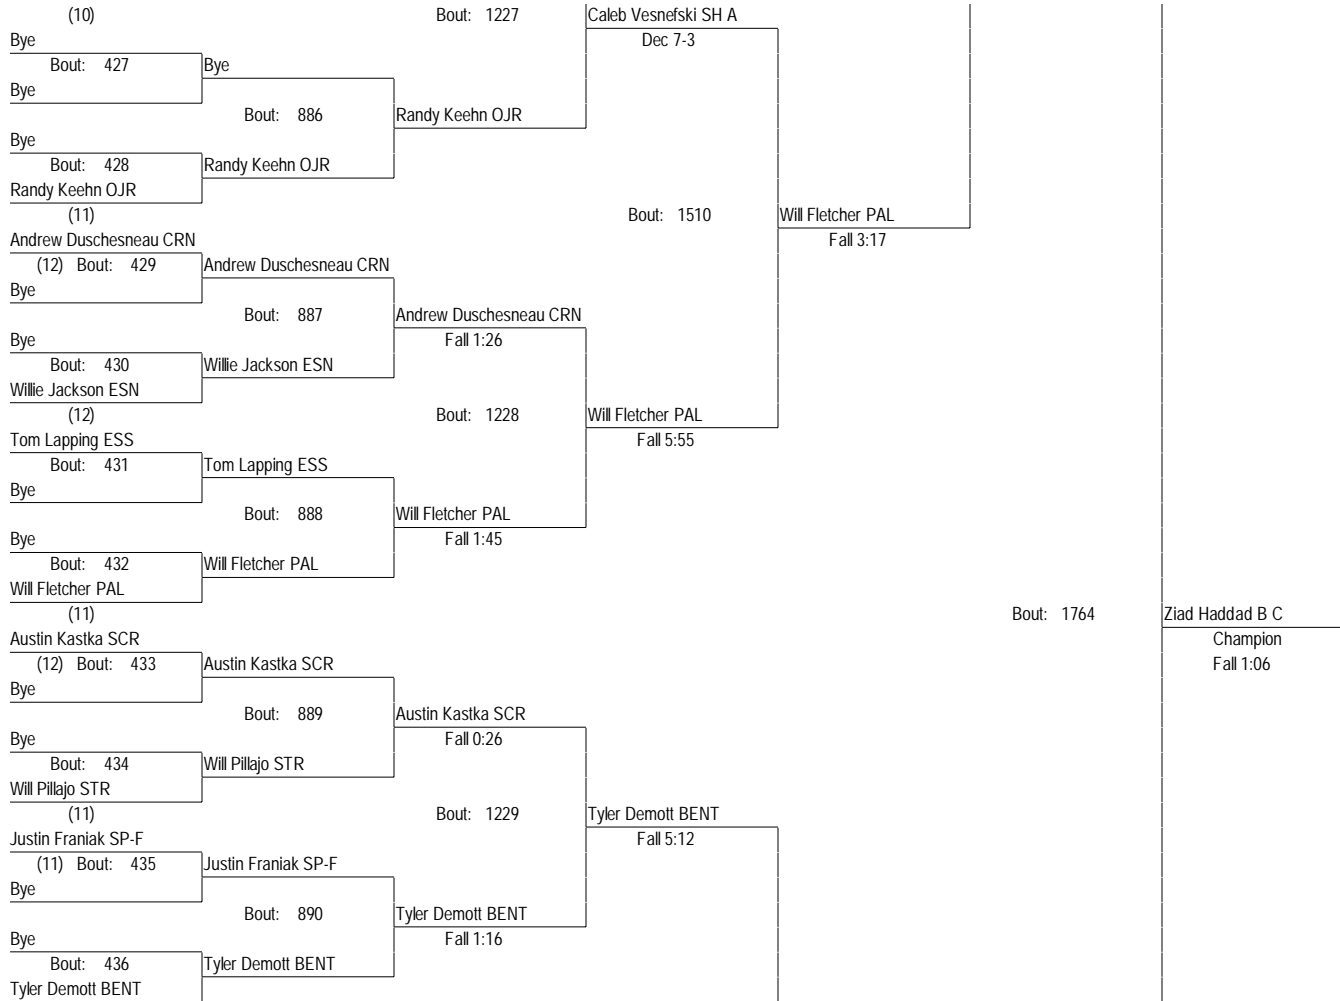 (10) Bout: 1227 Caleb Vesnefski SH A
Bye Dec 7-3
Bout: 427 Bye
Bye
Bout: 886 Randy Keehn OJR
Bye
Bout: 428 Randy Keehn OJR
Randy Keehn OJR
(11) Bout: 1510 Will Fletcher PAL
Andrew Duschesneau CRN Fall 3:17
(12) Bout: 429 Andrew Duschesneau CRN
Bye
Bout: 887 Andrew Duschesneau CRN
Bye Fall 1:26
Bout: 430 Willie Jackson ESN
Willie Jackson ESN
(12) Bout: 1228 Will Fletcher PAL
Tom Lapping ESS Fall 5:55
Bout: 431 Tom Lapping ESS
Bye
Bout: 888 Will Fletcher PAL
Bye Fall 1:45
Bout: 432 Will Fletcher PAL
Will Fletcher PAL
(11) Bout: 1764 Ziad Haddad B C
Austin Kastka SCR Champion
(12) Bout: 433 Austin Kastka SCR Fall 1:06
Bye
Bout: 889 Austin Kastka SCR
Bye Fall 0:26
Bout: 434 Will Pillajo STR
Will Pillajo STR
(11) Bout: 1229 Tyler Demott BENT
Justin Franiak SP-F Fall 5:12
(11) Bout: 435 Justin Franiak SP-F
Bye
Bout: 890 Tyler Demott BENT
Bye Fall 1:16
Bout: 436 Tyler Demott BENT
Tyler Demott BENT